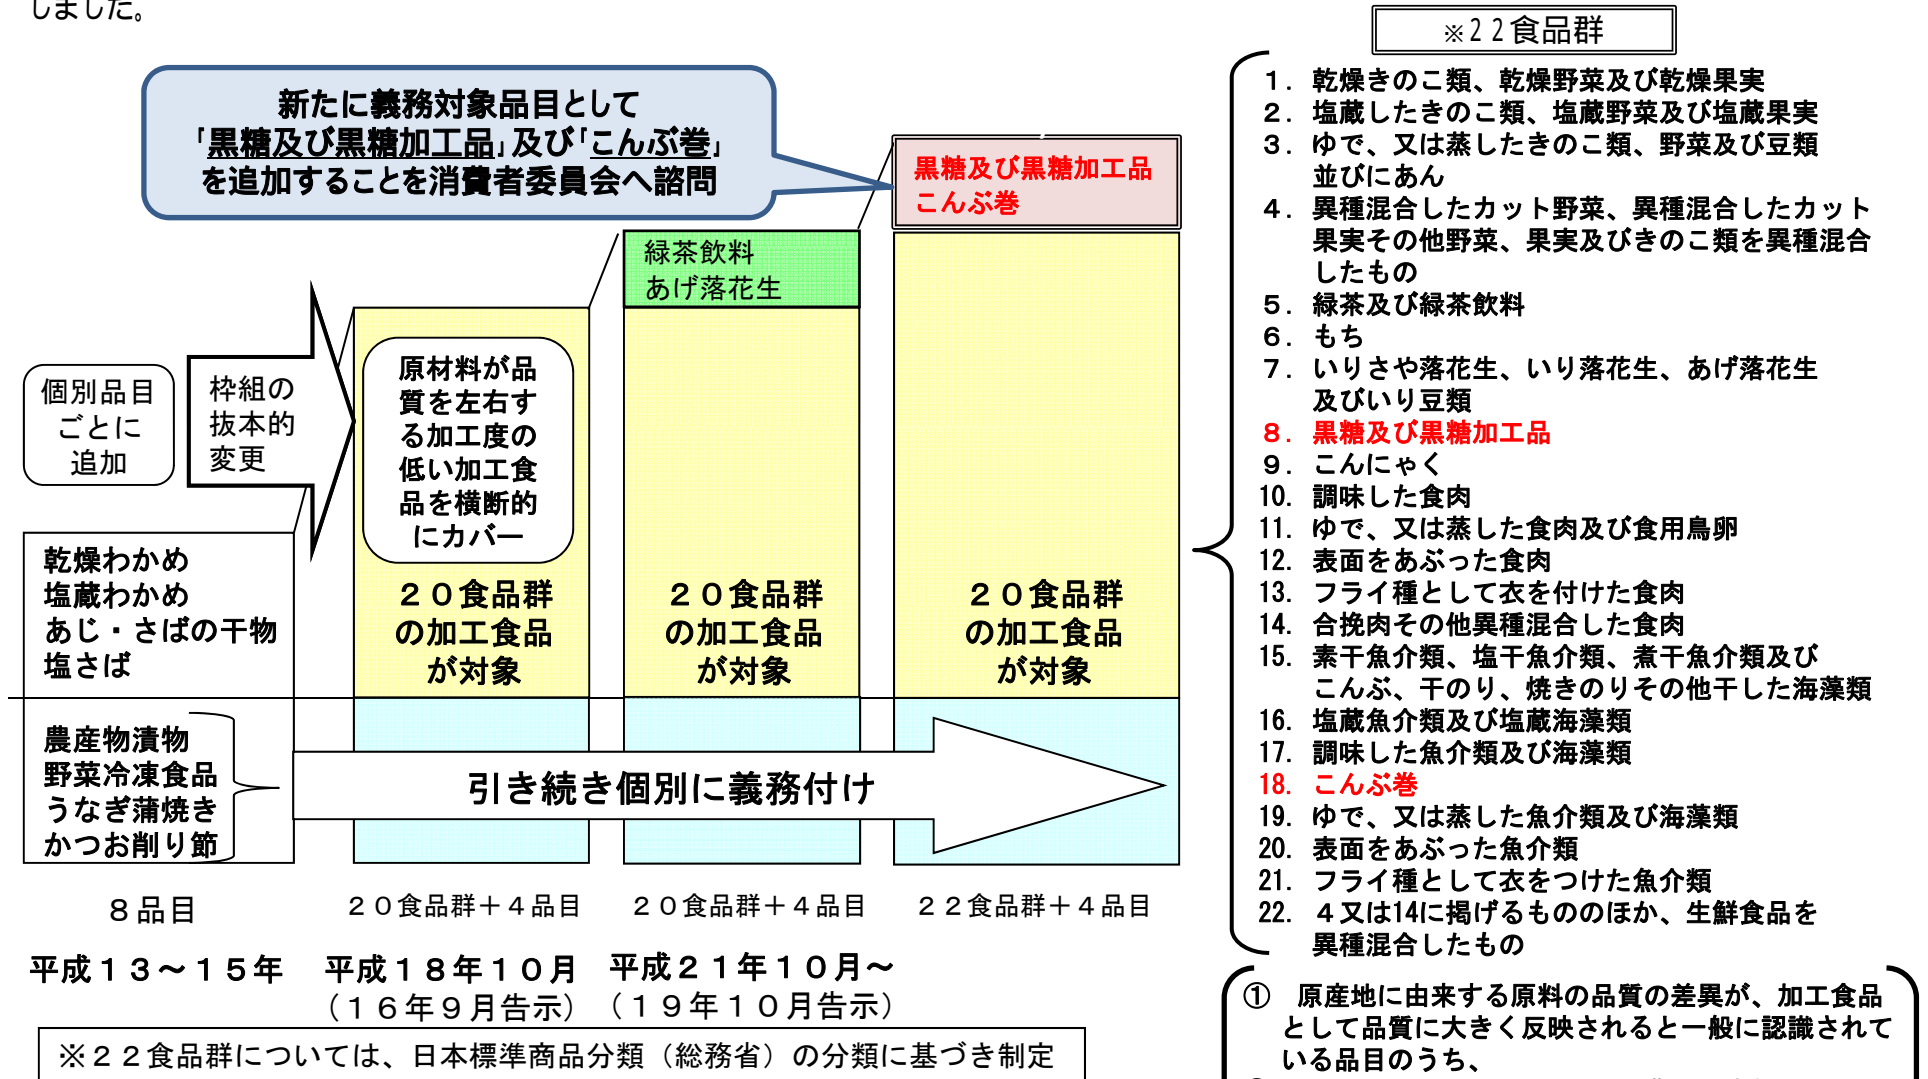 しました。
※22食品群
新たに義務対象品目として
「黒糖及び黒糖加工品」及び「こんぶ巻」
を追加することを消費者委員会へ諮問
黒糖及び黒糖加工品
こんぶ巻
緑茶飲料
あげ落花生
個別品目
ごとに
追加
枠組の
抜本的
変更
原材料が品
質を左右す
る加工度の
低い加工食
品を横断的
にカバー
乾燥わかめ
塩蔵わかめ
あじ・さばの干物
塩さば
20食品群
の加工食品
が対象
20食品群
の加工食品
が対象
20食品群
の加工食品
が対象
農産物漬物
野菜冷凍食品
うなぎ蒲焼き
かつお削り節
引き続き個別に義務付け
8品目
20食品群+4品目
20食品群+4品目
22食品群+4品目
平成13~15年
平成18年10月
(16年9月告示)
平成21年10月~
(19年10月告示)
※22食品群については、日本標準商品分類(総務省)の分類に基づき制定
1. 乾燥きのこ類、乾燥野菜及び乾燥果実
2. 塩蔵したきのこ類、塩蔵野菜及び塩蔵果実
3. ゆで、又は蒸したきのこ類、野菜及び豆類
並びにあん
4. 異種混合したカット野菜、異種混合したカット
果実その他野菜、果実及びきのこ類を異種混合
したもの
5. 緑茶及び緑茶飲料
6. もち
7. いりさや落花生、いり落花生、あげ落花生
及びいり豆類
8. 黒糖及び黒糖加工品
9. こんにゃく
10. 調味した食肉
11. ゆで、又は蒸した食肉及び食用鳥卵
12. 表面をあぶった食肉
13. フライ種として衣を付けた食肉
14. 合挽肉その他異種混合した食肉
15. 素干魚介類、塩干魚介類、煮干魚介類及び
こんぶ、干のり、焼きのりその他干した海藻類
16. 塩蔵魚介類及び塩蔵海藻類
17. 調味した魚介類及び海藻類
18. こんぶ巻
19. ゆで、又は蒸した魚介類及び海藻類
20. 表面をあぶった魚介類
21. フライ種として衣をつけた魚介類
22. 4又は14に掲げるもののほか、生鮮食品を
異種混合したもの
① 原産地に由来する原料の品質の差異が、加工食品
として品質に大きく反映されると一般に認識されて
いる品目のうち、